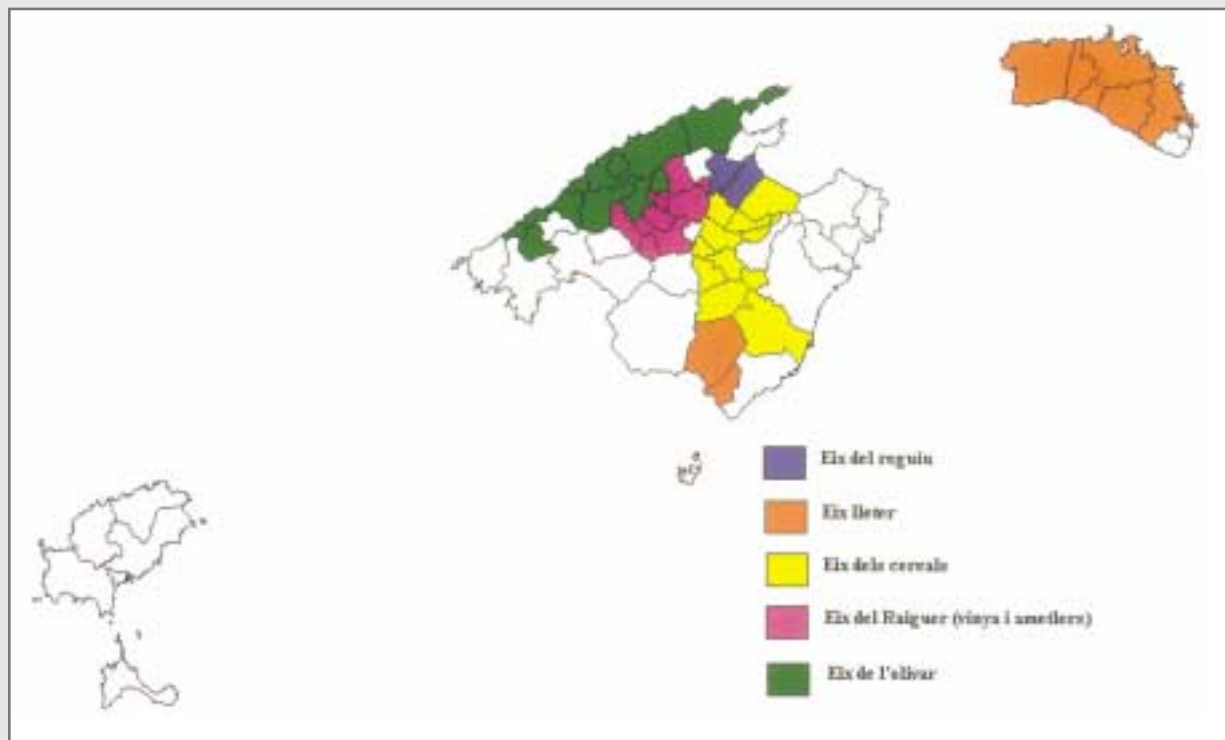 Eix del reguiu
Eix lleter
Eix dels cereals
Eix del Raiguer (vinya i ametlers)
Eix de l'olivar